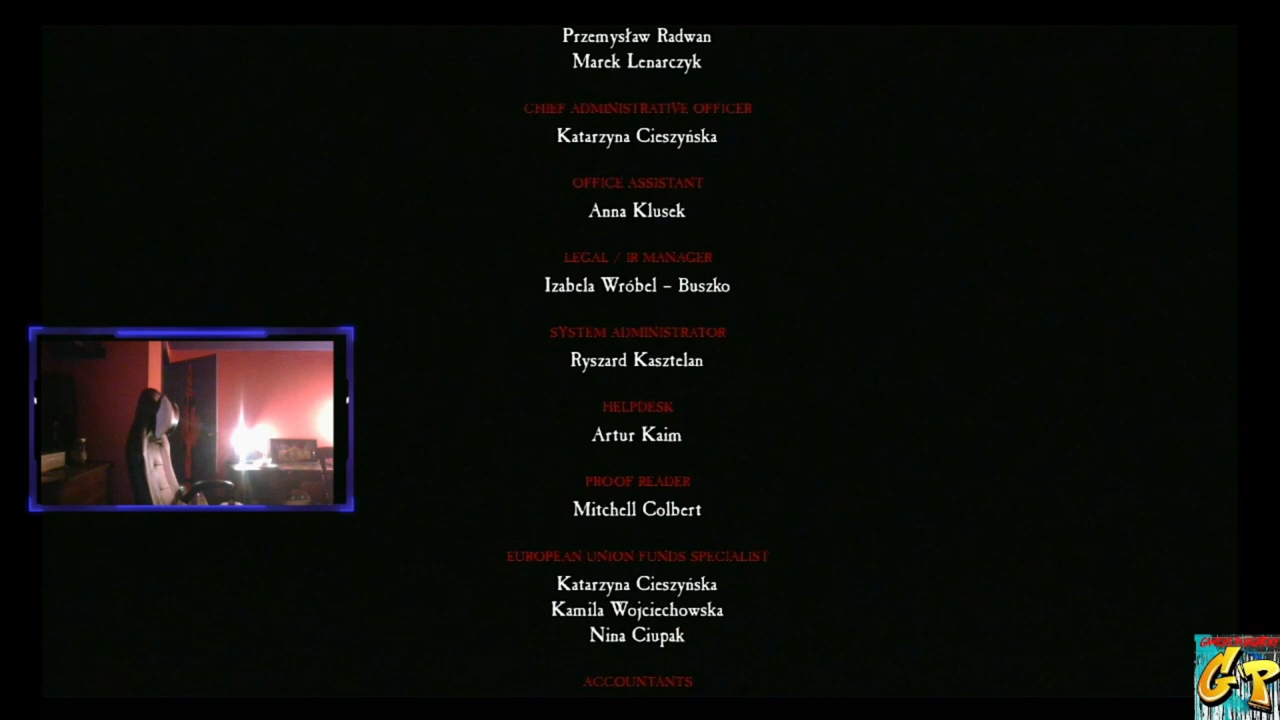 Przemysław Radwan
Marek Lenarczyk
CHIEF ADMINISTRATIVE OFFICER
Katarzyna Cieszyńska
OFFICE ASSISTANT
Anna Klusek
LEGAL / IR MANAGER
Izabela Wróbel – Buszko
SYSTEM ADMINISTRATOR
Ryszard Kasztelan
HELPDESK
Artur Kaim
PROOF READER
Mitchell Colbert
EUROPEAN UNION FUNDS SPECIALIST
Katarzyna Cieszyńska
Kamila Wojciechowska
Nina Ciupak
ACCOUNTANTS
GP